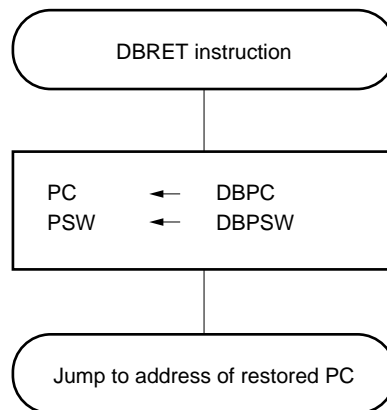 DBRET instruction
PC ← DBPC
PSW ← DBPSW
Jump to address of restored PC